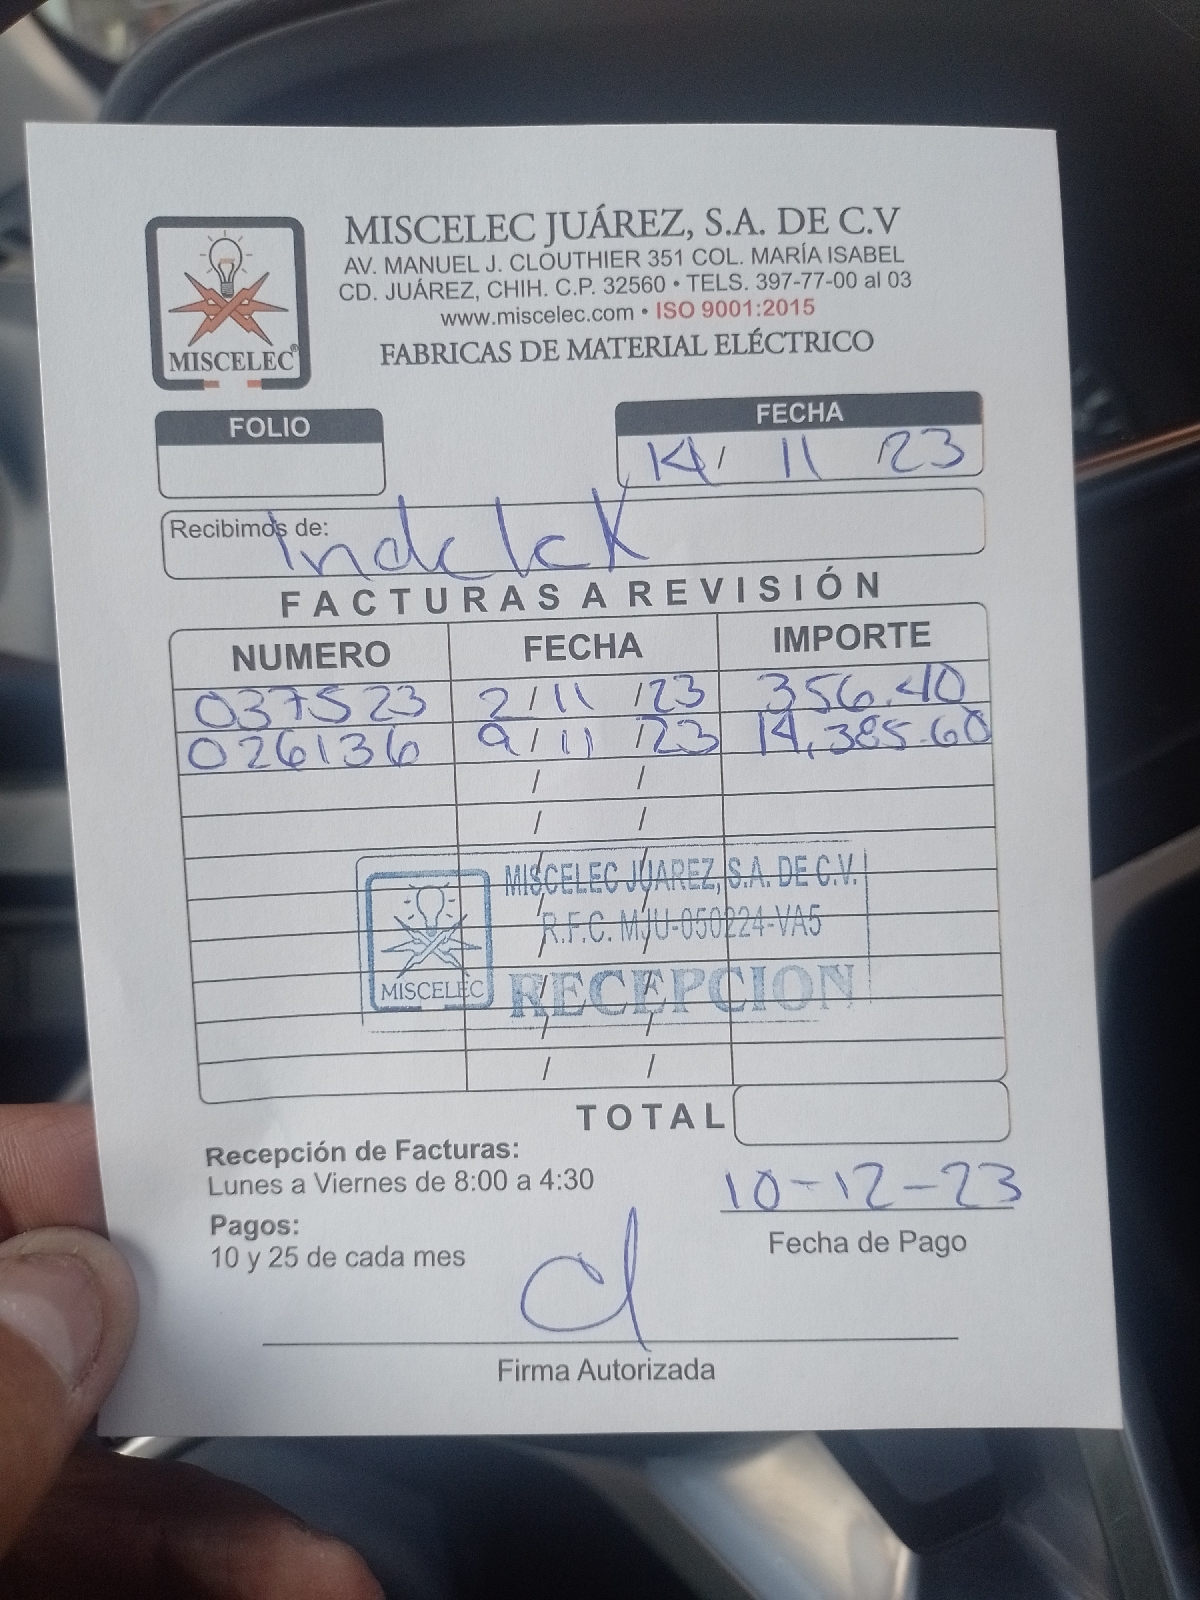 MISCELEC JUÁREZ, S.A. DE C.V
AV. MANUEL J. CLOUTHIER 351 COL. MARÍA ISABEL
CD. JUÁREZ, CHIH. C.P. 32560 • TELS. 397-77-00 al 03
www.miscelec.com • ISO 9001:2015
FABRICAS DE MATERIAL ELÉCTRICO
MISCELEC®
FOLIO
FECHA
14/ 11 /23
Recibimos de: Indelek
FACTURAS A REVISIÓN
NUMERO FECHA IMPORTE
037523 2/11/23 356.40
026136 9/11/23 14,385.60
/ /
/ /
MISCELEC JUAREZ, S.A. DE C.V.
R.F.C. MJU-050224-VA5
MISCELEC RECEPCION
/ /
/ /
TOTAL
Recepción de Facturas:
Lunes a Viernes de 8:00 a 4:30
10-12-23
Pagos:
10 y 25 de cada mes
Fecha de Pago
Firma Autorizada